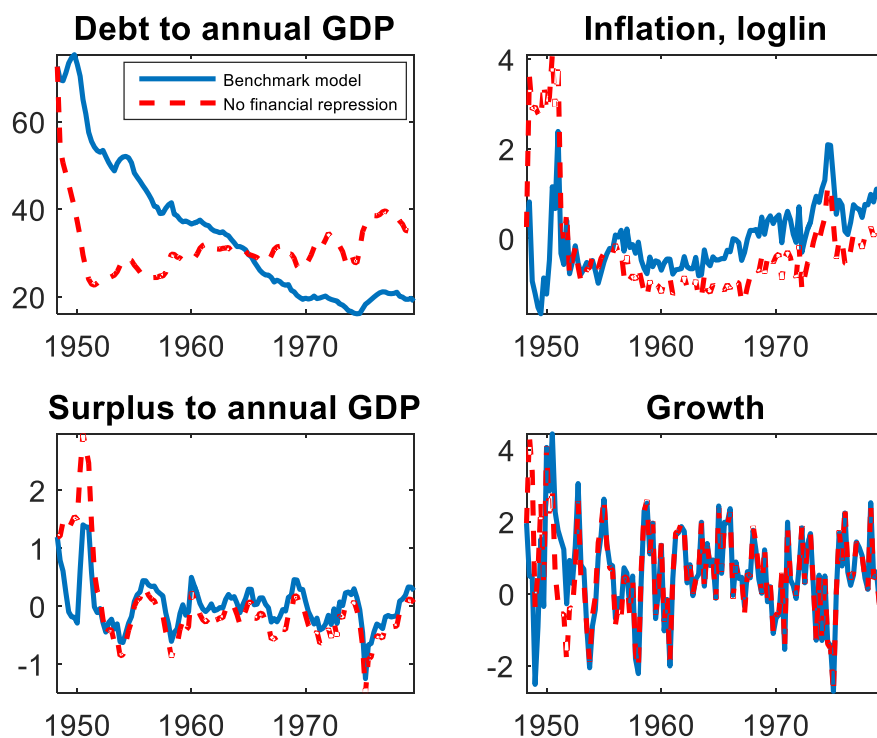 Debt to annual GDP
Benchmark model
No financial repression
60
40
20
1950 1960 1970
Inflation, loglin
4
2
0
1950 1960 1970
Surplus to annual GDP
2
1
0
-1
1950 1960 1970
Growth
4
2
0
-2
1950 1960 1970